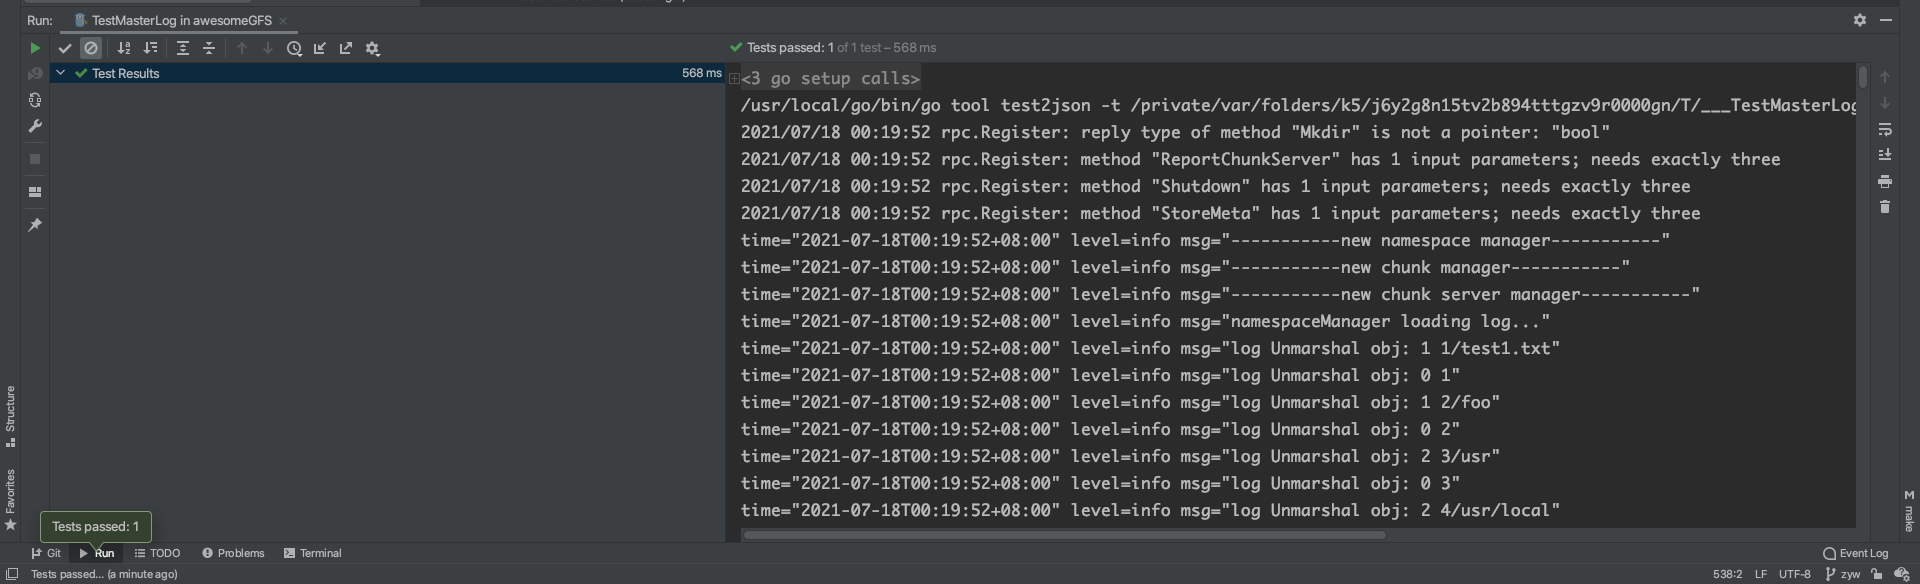 Run:
TestMasterLog in awesomeGFS
Tests passed: 1 of 1 test – 568 ms
Test Results
568 ms
<3 go setup calls>
/usr/local/go/bin/go tool test2json -t /private/var/folders/k5/j6y2g8n15tv2b894tttgzv9r0000gn/T/___TestMasterLog
2021/07/18 00:19:52 rpc.Register: reply type of method "Mkdir" is not a pointer: "bool"
2021/07/18 00:19:52 rpc.Register: method "ReportChunkServer" has 1 input parameters; needs exactly three
2021/07/18 00:19:52 rpc.Register: method "Shutdown" has 1 input parameters; needs exactly three
2021/07/18 00:19:52 rpc.Register: method "StoreMeta" has 1 input parameters; needs exactly three
time="2021-07-18T00:19:52+08:00" level=info msg="-----------new namespace manager-----------"
time="2021-07-18T00:19:52+08:00" level=info msg="-----------new chunk manager-----------"
time="2021-07-18T00:19:52+08:00" level=info msg="-----------new chunk server manager-----------"
time="2021-07-18T00:19:52+08:00" level=info msg="namespaceManager loading log..."
time="2021-07-18T00:19:52+08:00" level=info msg="log Unmarshal obj: 1 1/test1.txt"
time="2021-07-18T00:19:52+08:00" level=info msg="log Unmarshal obj: 0 1"
time="2021-07-18T00:19:52+08:00" level=info msg="log Unmarshal obj: 1 2/foo"
time="2021-07-18T00:19:52+08:00" level=info msg="log Unmarshal obj: 0 2"
time="2021-07-18T00:19:52+08:00" level=info msg="log Unmarshal obj: 2 3/usr"
time="2021-07-18T00:19:52+08:00" level=info msg="log Unmarshal obj: 0 3"
time="2021-07-18T00:19:52+08:00" level=info msg="log Unmarshal obj: 2 4/usr/local"
Structure
Favorites
M make
Tests passed: 1
Git
Run
TODO
Problems
Terminal
Event Log
Tests passed... (a minute ago)
538:2
LF
UTF-8
zyw